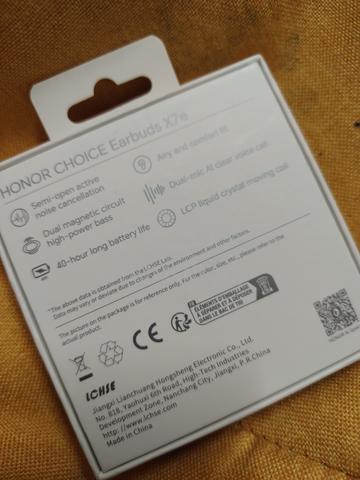 HONOR CHOICE Earbuds X7e
Semi-open active
noise cancellation
Airy and comfort fit
Dual magnetic circuit
high-power bass
Dual-mic AI clear voice call
40-hour long battery life
LCP liquid crystal moving coil
*The above data is obtained from the LCHSE Lab.
Data may vary or deviate due to changes of the environment and other factors.
The picture on the package is for reference only. For the color, size, etc., please refer to the
actual product.
CE
ÉLÉMENTS D'EMBALLAGE
À SÉPARER ET À DÉPOSER
DANS LE BAC DE TRI
LCHSE
Jiangxi Lianchuang Hongsheng Electronic Co., Ltd.
No. 818, Yaohuxi 6th Road, High-Tech Industries
Development Zone, Nanchang City, Jiangxi, P.R.China
Made in China